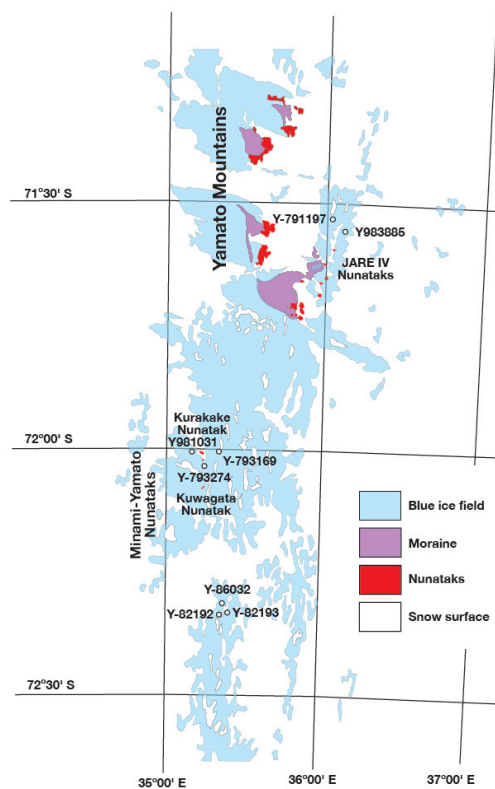 Yamato Mountains
71°30' S
Y-791197
Y983885
JARE IV
Nunataks
Kurakake
Nunatak
72°00' S
Y981031
Y-793169
Y-793274
Minami-Yamato
Nunataks
Kuwagata
Nunatak
Blue ice field
Moraine
Nunataks
Snow surface
Y-86032
Y-82192
Y-82193
72°30' S
35°00' E
36°00' E
37°00' E